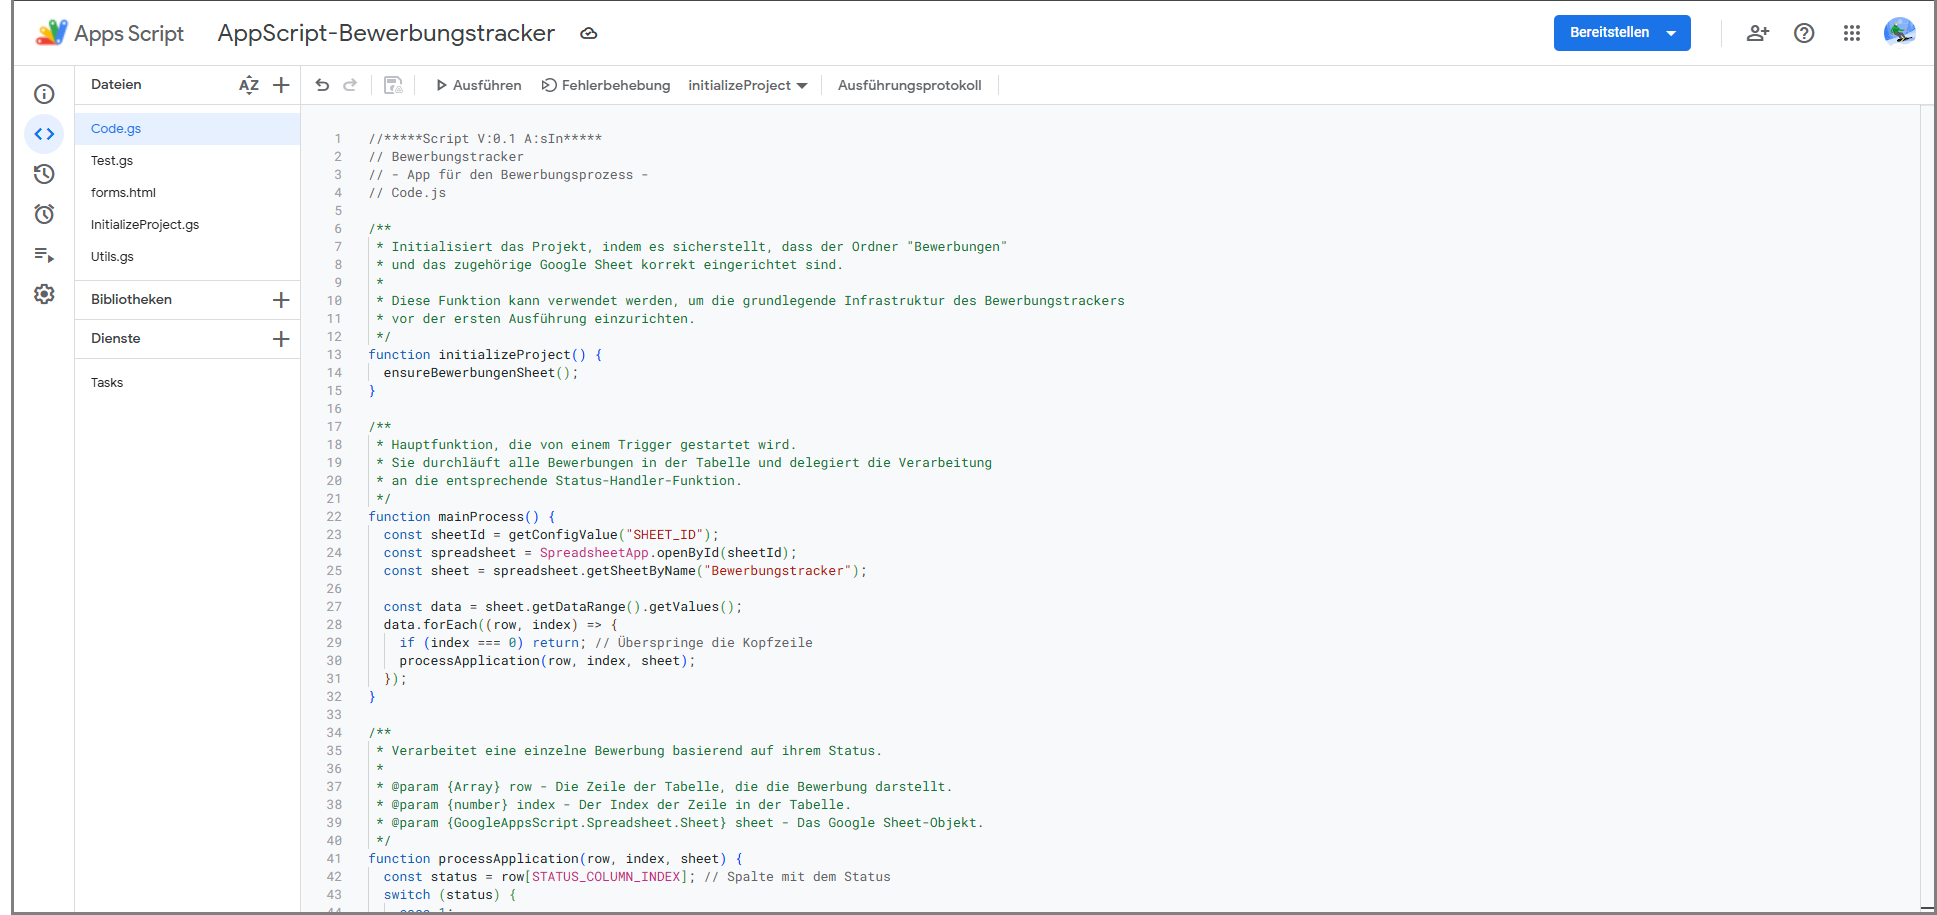 Apps Script AppScript-Bewerbungstracker Bereitstellen
Dateien
AZ
Code.gs
Test.gs
forms.html
InitializeProject.gs
Utils.gs
Bibliotheken
Dienste
Tasks
Ausführen Fehlerbehebung initializeProject Ausführungsprotokoll
1 //*****Script V:0.1 A:sIn*****
2 // Bewerbungstracker
3 // - App für den Bewerbungsprozess -
4 // Code.js
5
6 /**
7 * Initialisiert das Projekt, indem es sicherstellt, dass der Ordner "Bewerbungen"
8 * und das zugehörige Google Sheet korrekt eingerichtet sind.
9 *
10 * Diese Funktion kann verwendet werden, um die grundlegende Infrastruktur des Bewerbungstrackers
11 * vor der ersten Ausführung einzurichten.
12 */
13 function initializeProject() {
14 ensureBewerbungenSheet();
15 }
16
17 /**
18 * Hauptfunktion, die von einem Trigger gestartet wird.
19 * Sie durchläuft alle Bewerbungen in der Tabelle und delegiert die Verarbeitung
20 * an die entsprechende Status-Handler-Funktion.
21 */
22 function mainProcess() {
23 const sheetId = getConfigValue("SHEET_ID");
24 const spreadsheet = SpreadsheetApp.openById(sheetId);
25 const sheet = spreadsheet.getSheetByName("Bewerbungstracker");
26
27 const data = sheet.getDataRange().getValues();
28 data.forEach((row, index) => {
29 if (index === 0) return; // Überspringe die Kopfzeile
30 processApplication(row, index, sheet);
31 });
32 }
33
34 /**
35 * Verarbeitet eine einzelne Bewerbung basierend auf ihrem Status.
36 *
37 * @param {Array} row - Die Zeile der Tabelle, die die Bewerbung darstellt.
38 * @param {number} index - Der Index der Zeile in der Tabelle.
39 * @param {GoogleAppsScript.Spreadsheet.Sheet} sheet - Das Google Sheet-Objekt.
40 */
41 function processApplication(row, index, sheet) {
42 const status = row[STATUS_COLUMN_INDEX]; // Spalte mit dem Status
43 switch (status) {